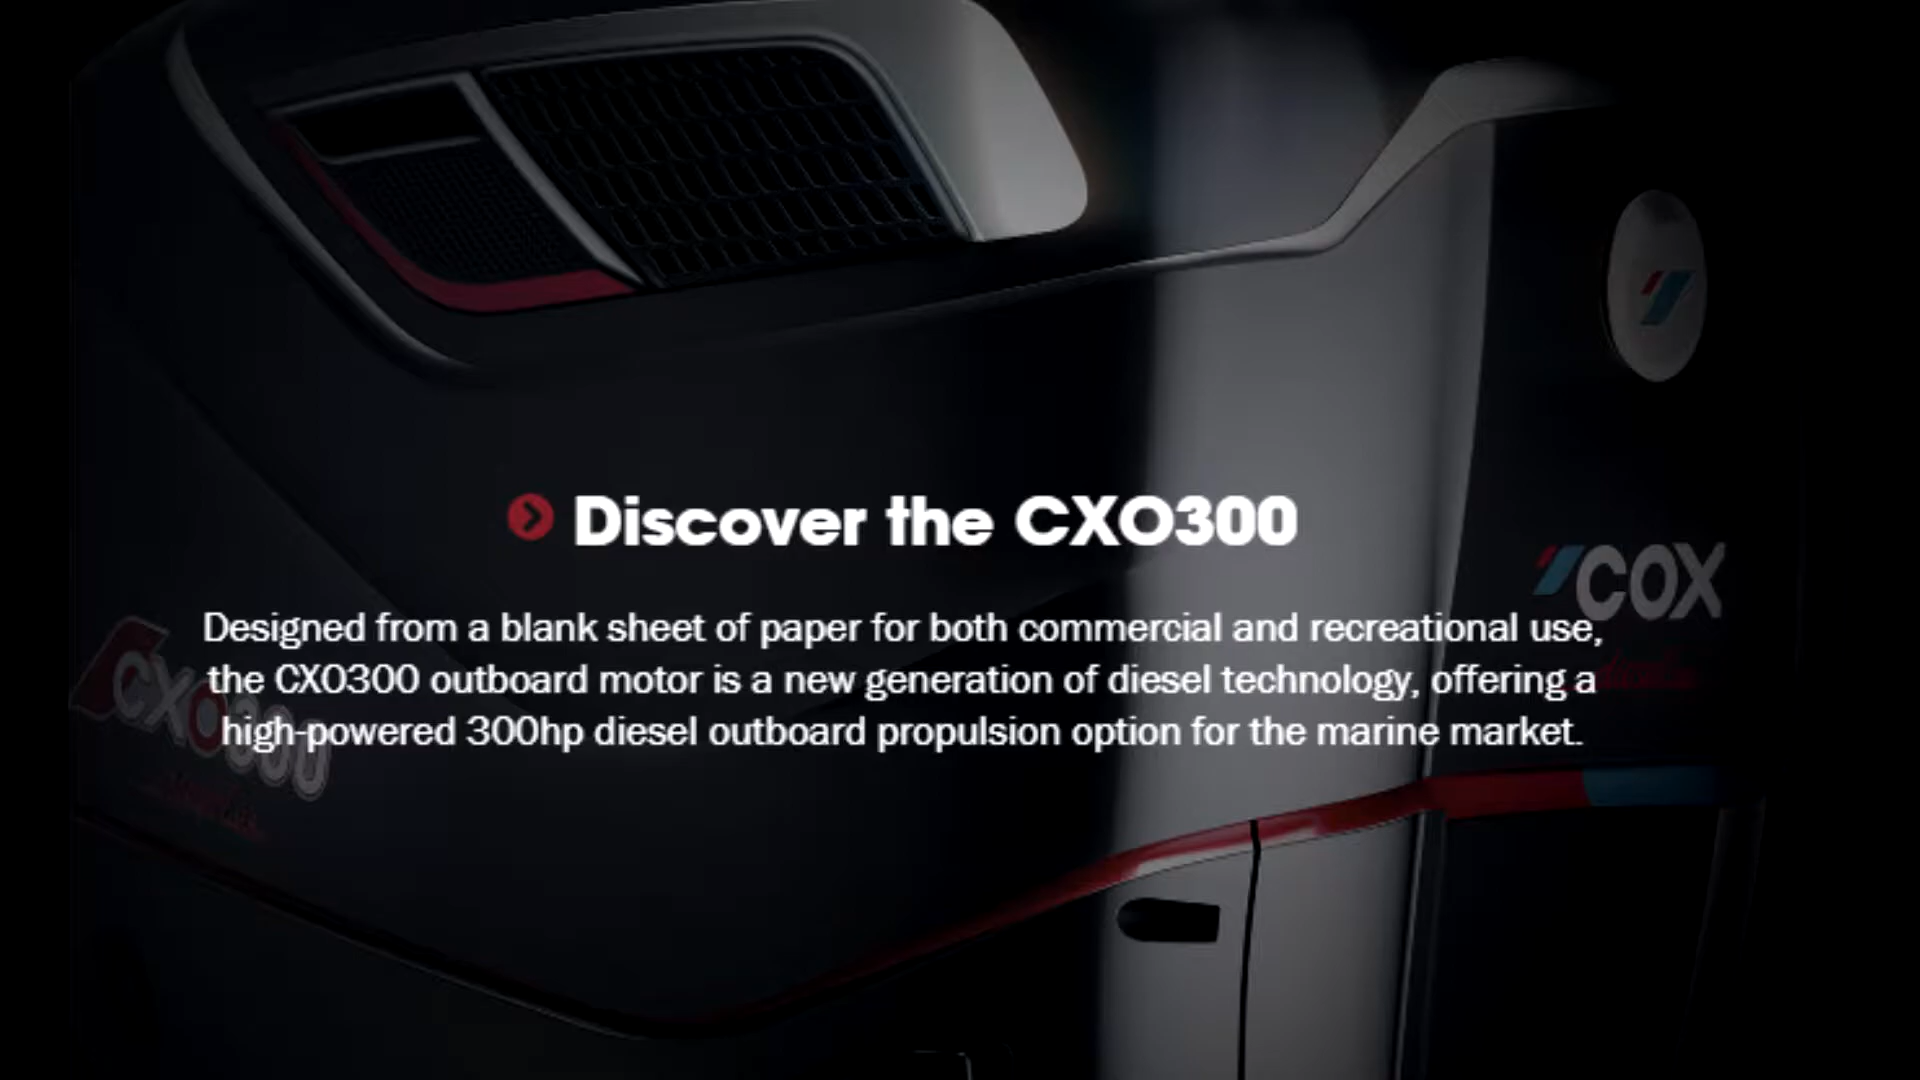 Discover the CXO300
COX
Designed from a blank sheet of paper for both commercial and recreational use,
the CXO300 outboard motor is a new generation of diesel technology, offering a
high-powered 300hp diesel outboard propulsion option for the marine market.
CXO300